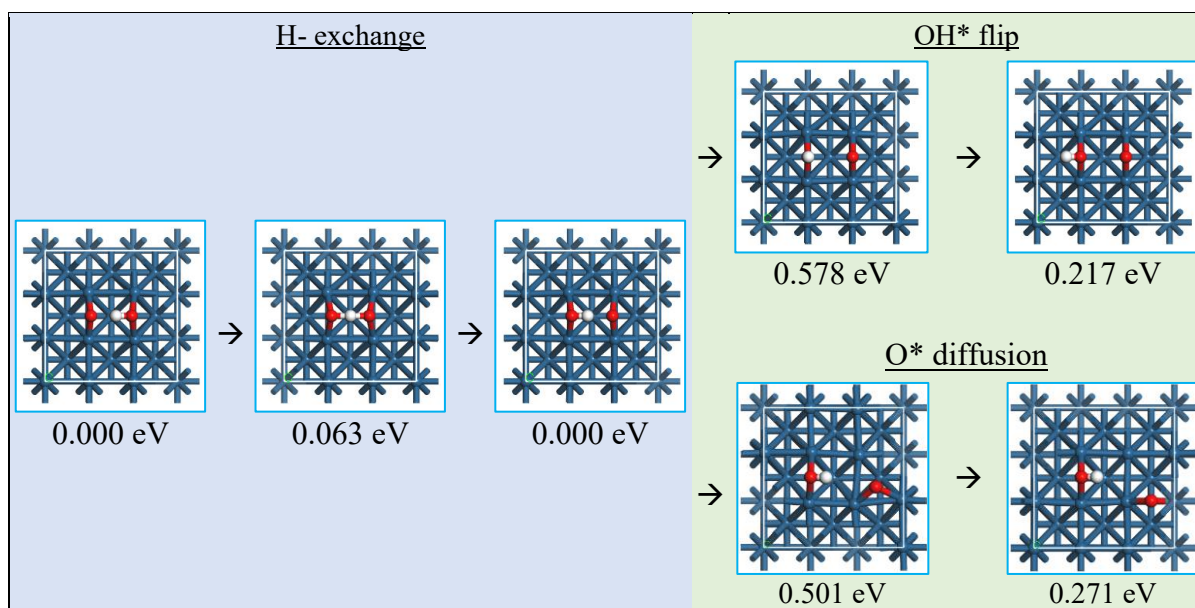 H- exchange
0.000 eV
→
0.063 eV
→
0.000 eV
OH* flip
→
0.578 eV
→
0.217 eV
O* diffusion
→
0.501 eV
→
0.271 eV